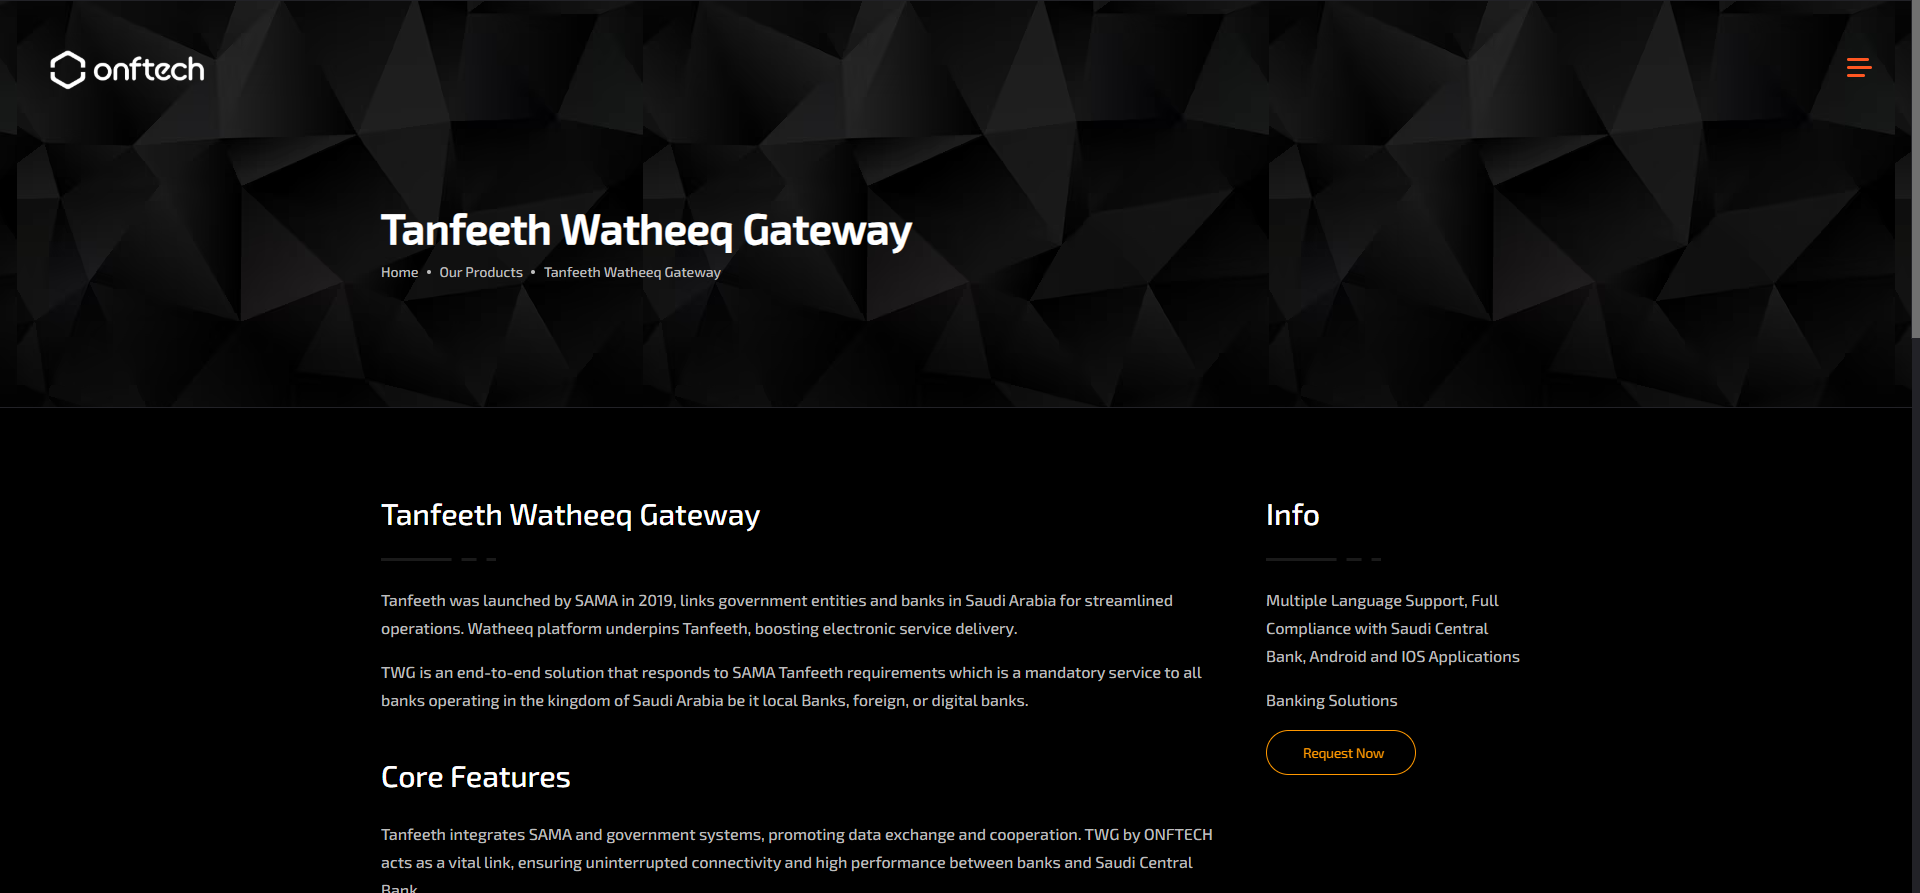 onftech
Tanfeeth Watheeq Gateway
Home • Our Products • Tanfeeth Watheeq Gateway
Tanfeeth Watheeq Gateway
Tanfeeth was launched by SAMA in 2019, links government entities and banks in Saudi Arabia for streamlined
operations. Watheeq platform underpins Tanfeeth, boosting electronic service delivery.
TWG is an end-to-end solution that responds to SAMA Tanfeeth requirements which is a mandatory service to all
banks operating in the kingdom of Saudi Arabia be it local Banks, foreign, or digital banks.
Core Features
Tanfeeth integrates SAMA and government systems, promoting data exchange and cooperation. TWG by ONFTECH
acts as a vital link, ensuring uninterrupted connectivity and high performance between banks and Saudi Central
Bank
Info
Multiple Language Support, Full
Compliance with Saudi Central
Bank, Android and IOS Applications
Banking Solutions
Request Now